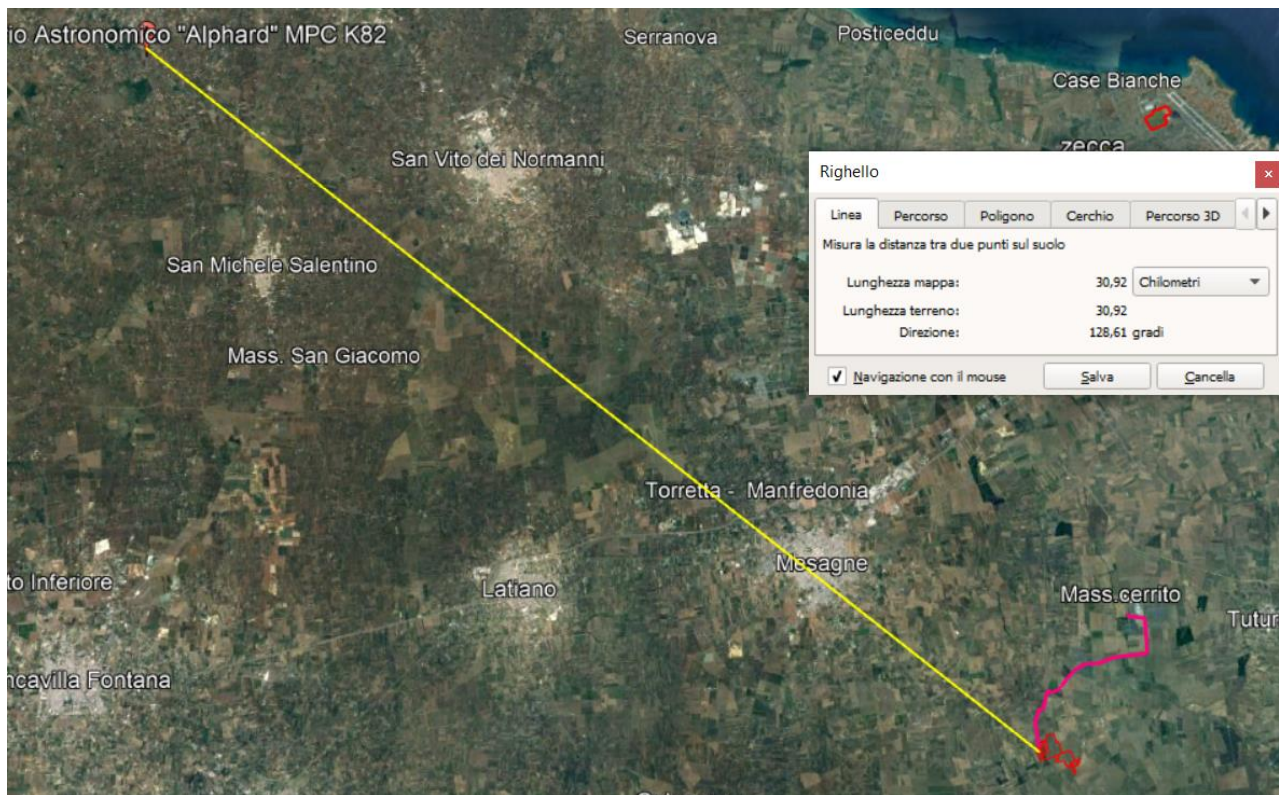 io Astronomico "Alphard" MPC K82
Serranova
Posticeddu
Case Bianche
zecca
San Vito dei Normanni
San Michele Salentino
Mass. San Giacomo
Righello
Linea Percorso Poligono Cerchio Percorso 3D
Misura la distanza tra due punti sul suolo
Lunghezza mappa: 30,92 Chilometri
Lunghezza terreno: 30,92
Direzione: 128,61 gradi
Navigazione con il mouse Salva Cancella
Torretta - Manfredonia
Mesagne
to Inferiore
Latiano
Mass.cerrito
Tutur
ncavilla Fontana